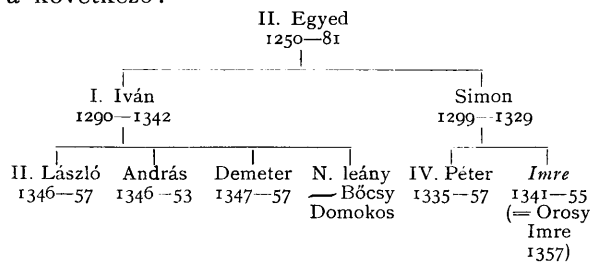 a következő:
II. Egyed
1250—81
I. Iván Simon
1290—1342 1299—1329
II. László András Demeter N. leány IV. Péter Imre
1346—57 1346—53 1347—57 — Bőcsy 1335—57 1341—55
Domokos (= Orosy
Imre
1357)